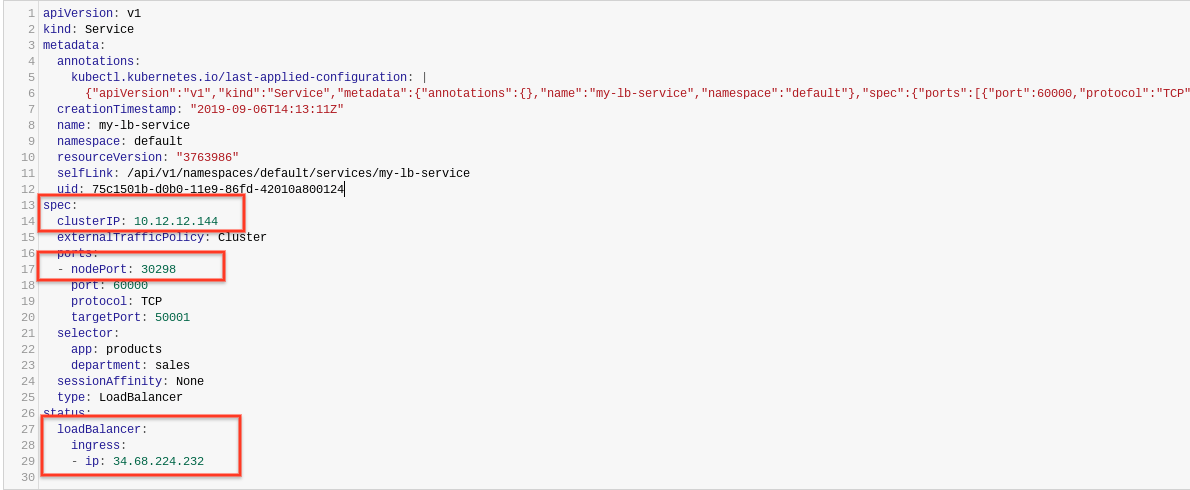 1 apiVersion: v1
2 kind: Service
3 metadata:
4   annotations:
5     kubectl.kubernetes.io/last-applied-configuration: |
6       {"apiVersion":"v1","kind":"Service","metadata":{"annotations":{},"name":"my-lb-service","namespace":"default"},"spec":{"ports":[{"port":60000,"protocol":"TCP"
7   creationTimestamp: "2019-09-06T14:13:11Z"
8   name: my-lb-service
9   namespace: default
10   resourceVersion: "3763986"
11   selfLink: /api/v1/namespaces/default/services/my-lb-service
12   uid: 75c1501b-d0b0-11e9-86fd-42010a800124
13 spec:
14   clusterIP: 10.12.12.144
15   externalTrafficPolicy: Cluster
16   ports:
17   - nodePort: 30298
18     port: 60000
19     protocol: TCP
20     targetPort: 50001
21   selector:
22     app: products
23     department: sales
24   sessionAffinity: None
25   type: LoadBalancer
26 status:
27   loadBalancer:
28     ingress:
29     - ip: 34.68.224.232
30